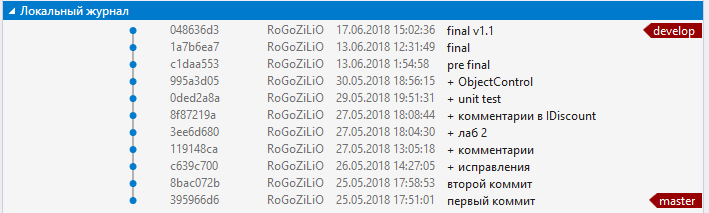 Локальный журнал
048636d3 RoGoZiLiO 17.06.2018 15:02:36 final v1.1 develop
1a7b6ea7 RoGoZiLiO 13.06.2018 12:31:49 final
c1daa553 RoGoZiLiO 13.06.2018 1:54:58 pre final
995a3d05 RoGoZiLiO 30.05.2018 18:56:15 + ObjectControl
0ded2a8a RoGoZiLiO 29.05.2018 19:51:31 + unit test
8f87219a RoGoZiLiO 27.05.2018 18:08:44 + комментарии в IDiscount
3ee6d680 RoGoZiLiO 27.05.2018 18:04:30 + лаб 2
119148ca RoGoZiLiO 27.05.2018 13:05:18 + комментарии
c639c700 RoGoZiLiO 26.05.2018 14:27:05 + исправления
8bac072b RoGoZiLiO 25.05.2018 17:58:53 второй коммит
395966d6 RoGoZiLiO 25.05.2018 17:51:01 первый коммит master